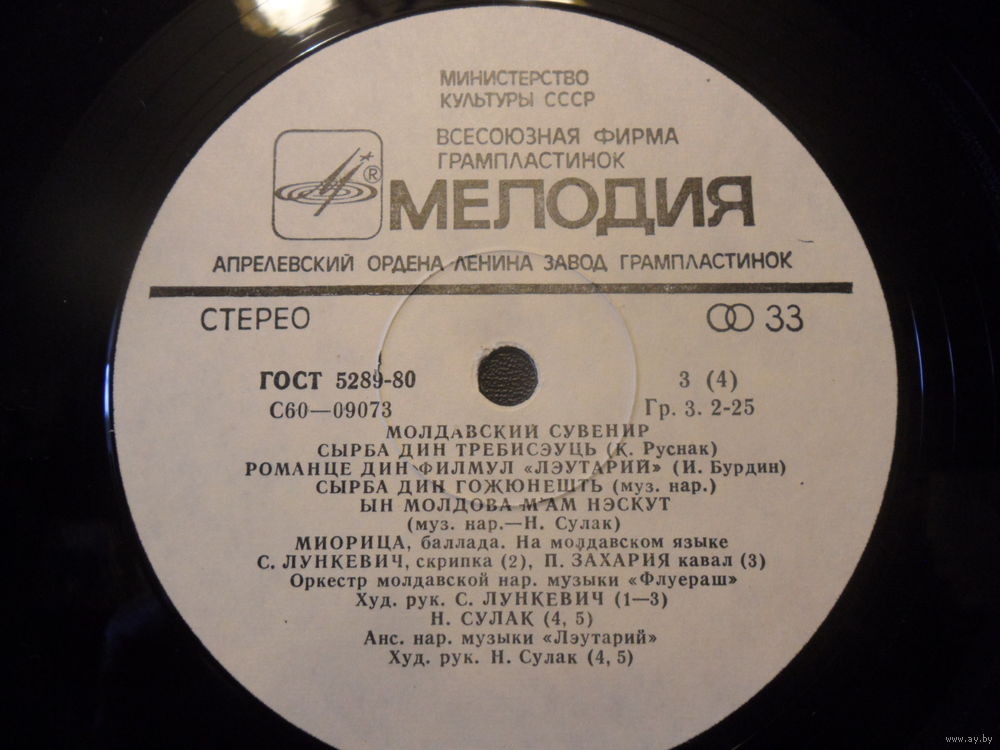 МИНИСТЕРСТВО
КУЛЬТУРЫ СССР
ВСЕСОЮЗНАЯ ФИРМА
ГРАМПЛАСТИНОК
®
МЕЛОДИЯ
АПРЕЛЕВСКИЙ ОРДЕНА ЛЕНИНА ЗАВОД ГРАМПЛАСТИНОК
СТЕРЕО 33
ГОСТ 5289-80 3 (4)
С60—09073 Гр. 3. 2-25
МОЛДАВСКИЙ СУВЕНИР
СЫРБА ДИН ТРЕБИСЭУЦЬ (К. Руснак)
РОМАНЦЕ ДИН ФИЛМУЛ «ЛЭУТАРИЙ» (И. Бурдин)
СЫРБА ДИН ГОЖЮНЕШТЬ (муз. нар.)
ЫН МОЛДОВА М'АМ НЭСКУТ
(муз. нар.—Н. Сулак)
МИОРИЦА, баллада. На молдавском языке
С. ЛУНКЕВИЧ, скрипка (2), П. ЗАХАРИЯ кавал (3)
Оркестр молдавской нар. музыки «Флуераш»
Худ. рук. С. ЛУНКЕВИЧ (1—3)
Н. СУЛАК (4, 5)
Анс. нар. музыки «Лэутарий»
Худ. рук. Н. Сулак (4, 5)
www.ay.by